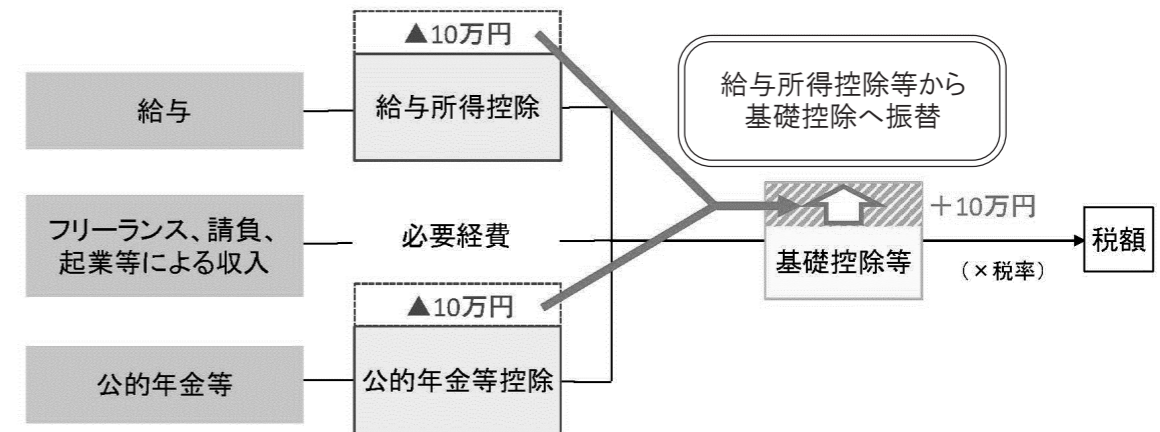 ▲10万円
給与
給与所得控除
給与所得控除等から
基礎控除へ振替
フリーランス、請負、
起業等による収入
必要経費
+10万円
基礎控除等
(×税率)
税額
▲10万円
公的年金等
公的年金等控除